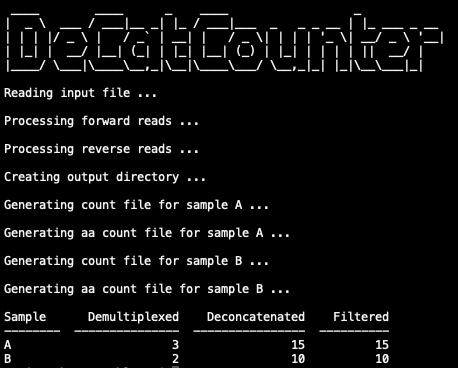 DeCatCounter
Reading input file ...
Processing forward reads ...
Processing reverse reads ...
Creating output directory ...
Generating count file for sample A ...
Generating aa count file for sample A ...
Generating count file for sample B ...
Generating aa count file for sample B ...
Sample Demultiplexed Deconcatenated Filtered
A 3 15 15
B 2 10 10